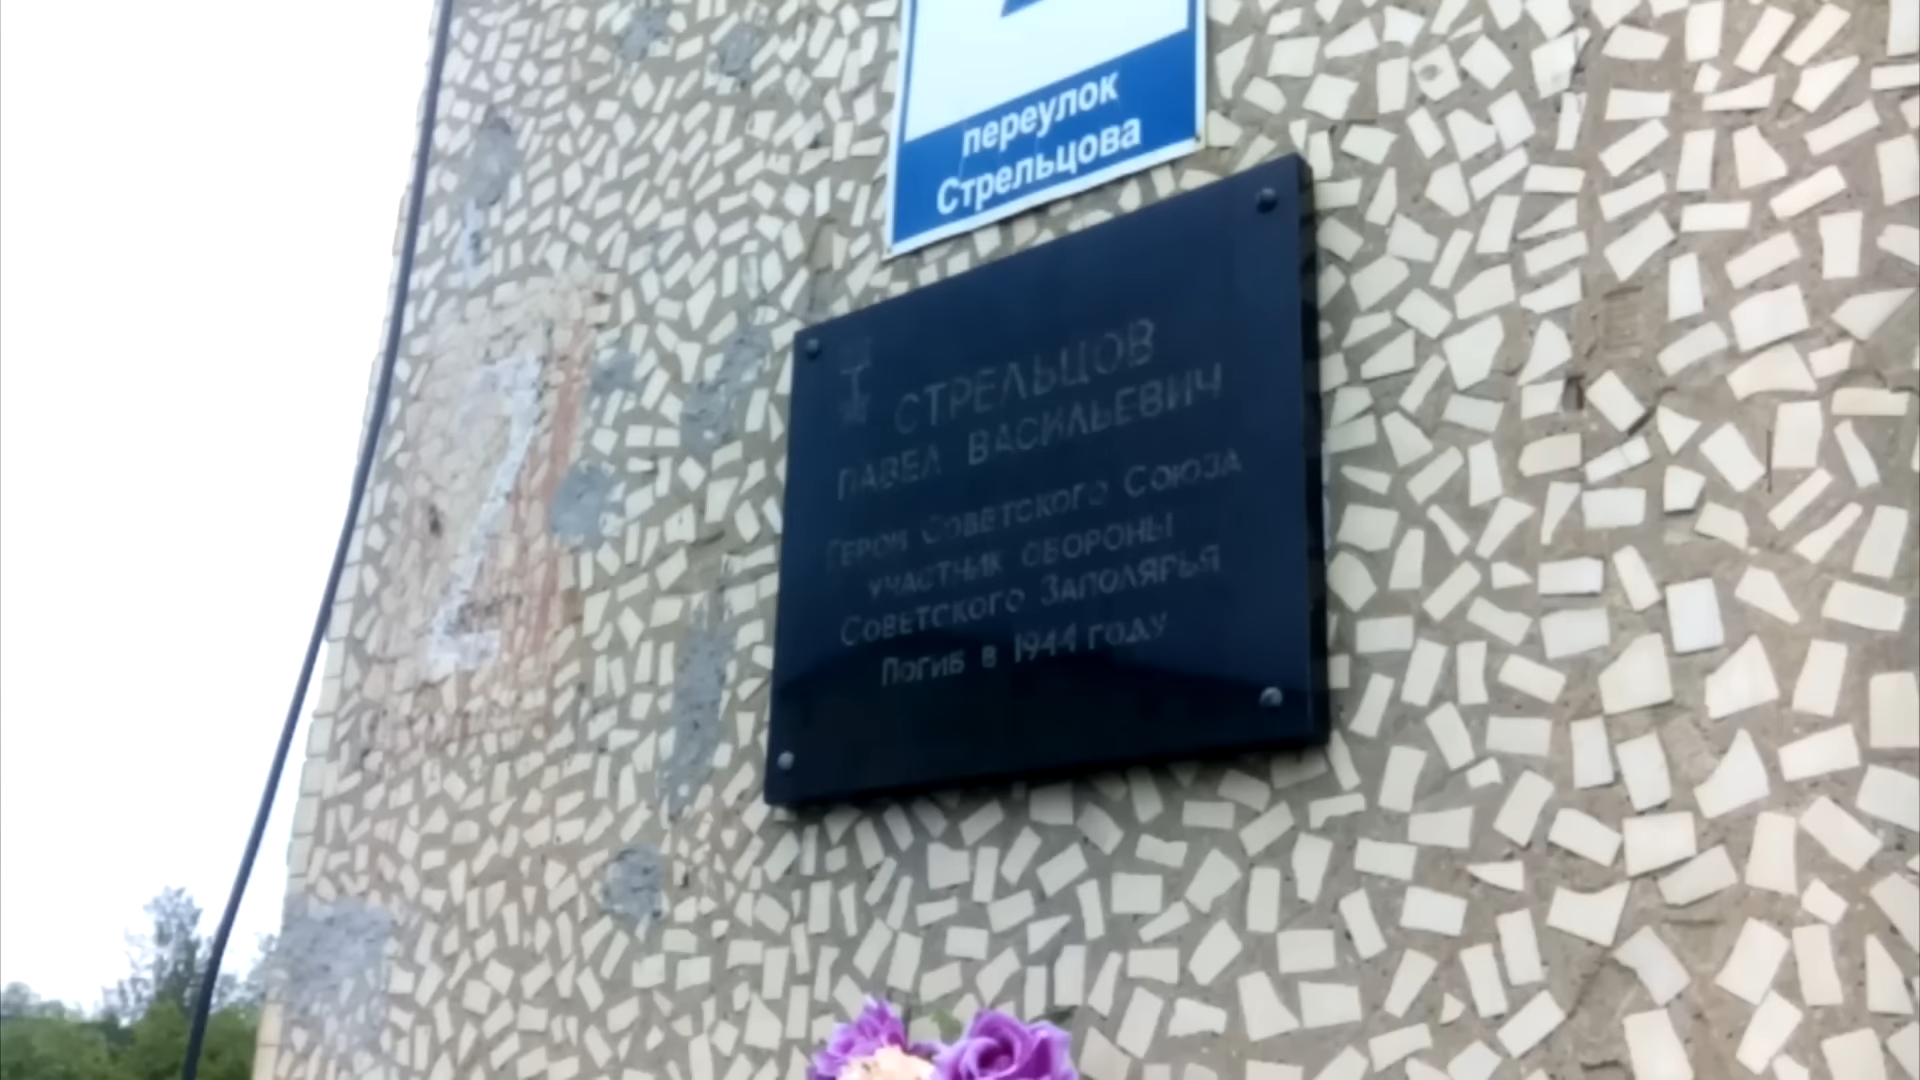 переулок
Стрельцова
СТРЕЛЬЦОВ
ПАВЕЛ ВАСИЛЬЕВИЧ
Герой Советского Союза
участник обороны
Советского Заполярья
Погиб в 1944 году